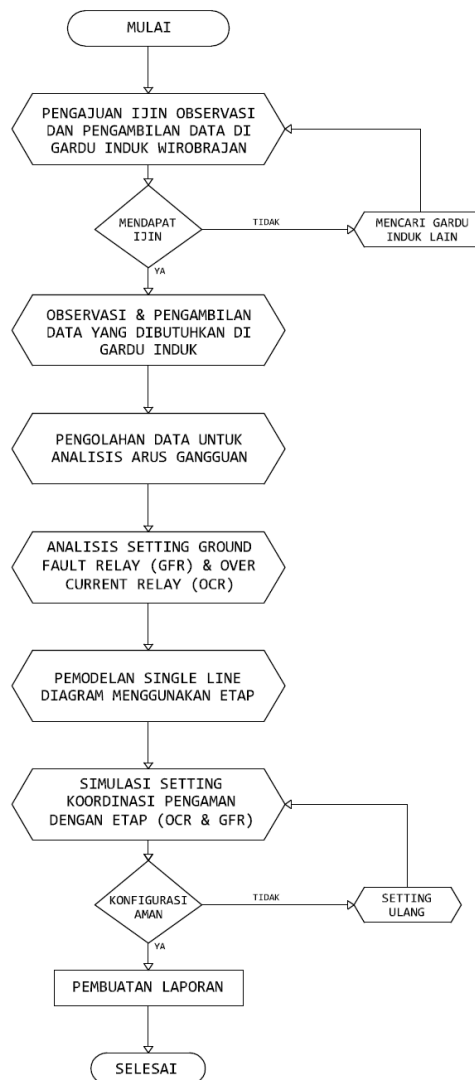 MULAI
PENGAJUAN IJIN OBSERVASI
DAN PENGAMBILAN DATA DI
GARDU INDUK WIROBRAJAN
MENDAPAT
IJIN
TIDAK
MENCARI GARDU
INDUK LAIN
YA
OBSERVASI & PENGAMBILAN
DATA YANG DIBUTUHKAN DI
GARDU INDUK
PENGOLAHAN DATA UNTUK
ANALISIS ARUS GANGGUAN
ANALISIS SETTING GROUND
FAULT RELAY (GFR) & OVER
CURRENT RELAY (OCR)
PEMODELAN SINGLE LINE
DIAGRAM MENGGUNAKAN ETAP
SIMULASI SETTING
KOORDINASI PENGAMAN
DENGAN ETAP (OCR & GFR)
KONFIGURASI
AMAN
TIDAK
SETTING
ULANG
YA
PEMBUATAN LAPORAN
SELESAI